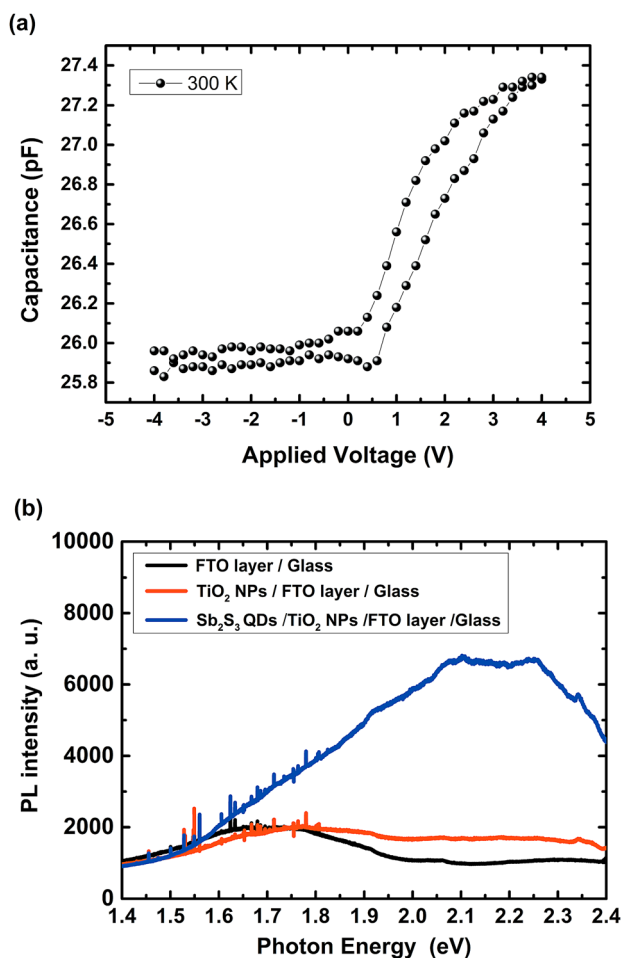 (a)
27.4
27.2
27.0
26.8
26.6
26.4
26.2
26.0
25.8
Capacitance (pF)
300 K
-5 -4 -3 -2 -1 0 1 2 3 4 5
Applied Voltage (V)
(b)
10000
8000
6000
4000
2000
0
PL intensity (a. u.)
FTO layer / Glass
TiO₂ NPs / FTO layer / Glass
Sb₂S₃ QDs /TiO₂ NPs /FTO layer /Glass
1.4 1.5 1.6 1.7 1.8 1.9 2.0 2.1 2.2 2.3 2.4
Photon Energy (eV)